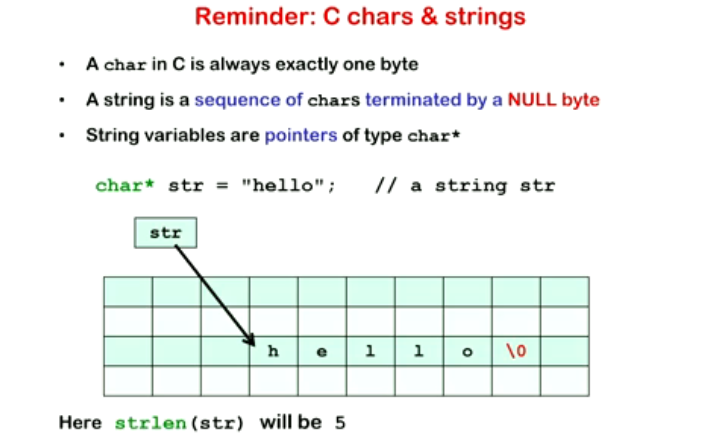 Reminder: C chars & strings
• A char in C is always exactly one byte
• A string is a sequence of chars terminated by a NULL byte
• String variables are pointers of type char*
char* str = "hello";   // a string str
str
h e l l o \0
Here strlen(str) will be 5